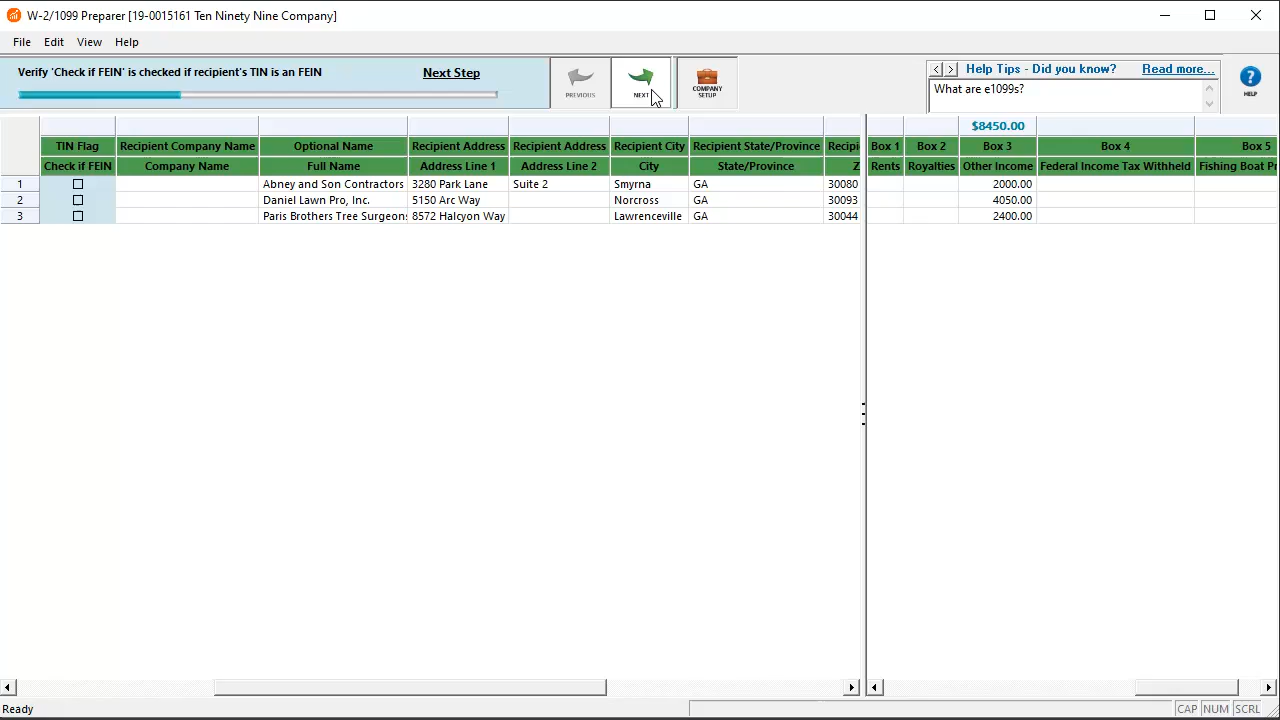 W-2/1099 Preparer [19-0015161 Ten Ninety Nine Company]
File Edit View Help
Verify 'Check if FEIN' is checked if recipient's TIN is an FEIN Next Step
PREVIOUS NEXT COMPANY SETUP
Help Tips - Did you know? Read more...
What are e1099s?
HELP
$8450.00
TIN Flag Recipient Company Name Optional Name Recipient Address Recipient Address Recipient City Recipient State/Province Recipi Box 1 Box 2 Box 3 Box 4 Box 5
Check if FEIN Company Name Full Name Address Line 1 Address Line 2 City State/Province Z Rents Royalties Other Income Federal Income Tax Withheld Fishing Boat P
1 Abney and Son Contractors 3280 Park Lane Suite 2 Smyrna GA 30080 2000.00
2 Daniel Lawn Pro, Inc. 5150 Arc Way Norcross GA 30093 4050.00
3 Paris Brothers Tree Surgeons 8572 Halcyon Way Lawrenceville GA 30044 2400.00
Ready CAP NUM SCRL